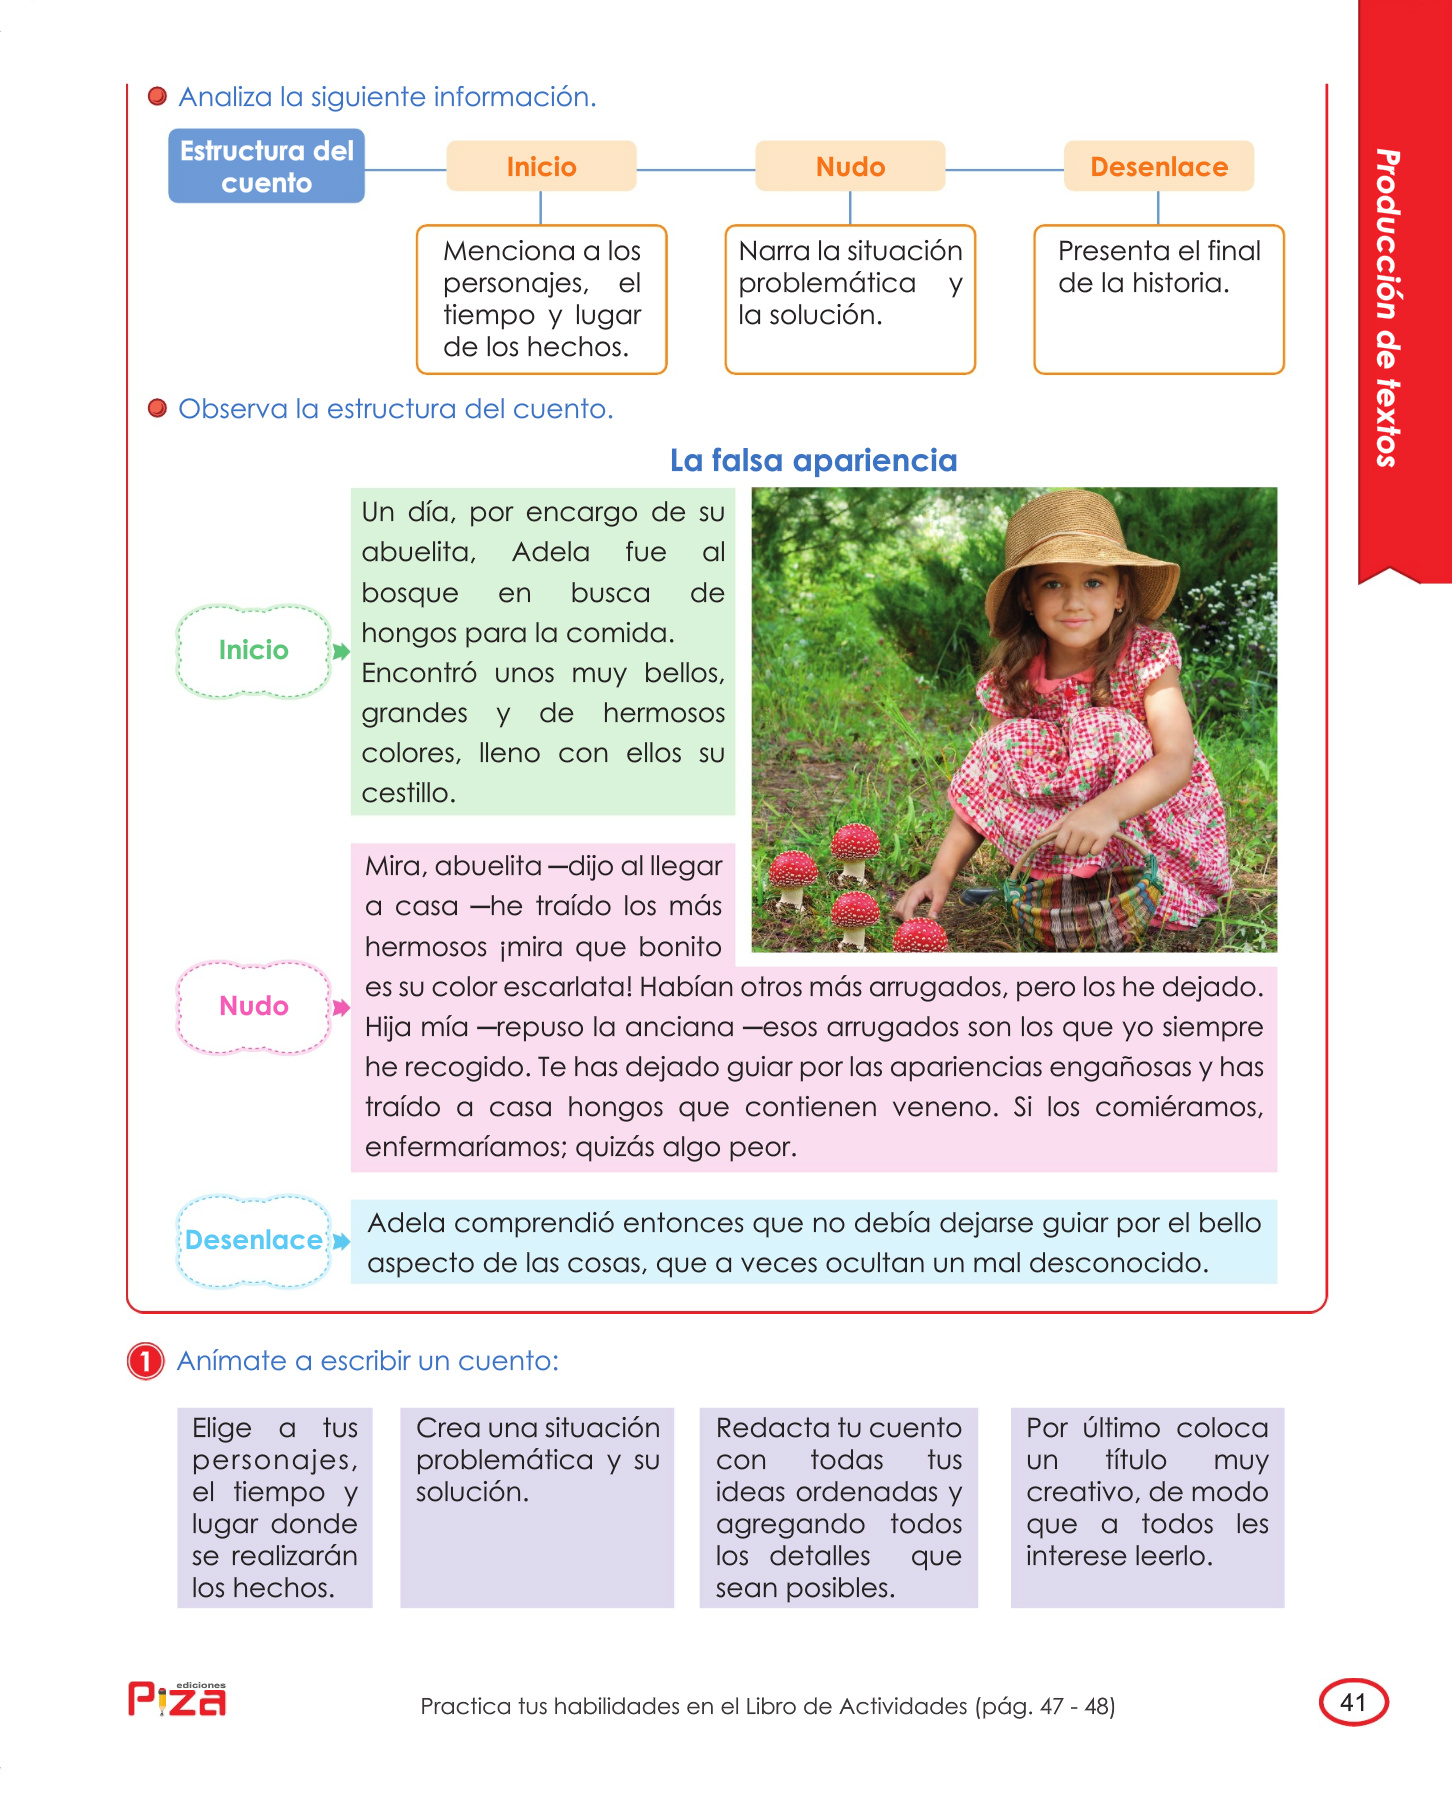 Analiza la siguiente información.
Estructura del
cuento
Inicio
Nudo
Desenlace
Menciona a los
personajes, el
tiempo y lugar
de los hechos.
Narra la situación
problemática y
la solución.
Presenta el final
de la historia.
Producción de textos
Observa la estructura del cuento.
La falsa apariencia
Inicio
Un día, por encargo de su
abuelita, Adela fue al
bosque en busca de
hongos para la comida.
Encontró unos muy bellos,
grandes y de hermosos
colores, lleno con ellos su
cestillo.
Nudo
Mira, abuelita —dijo al llegar
a casa —he traído los más
hermosos ¡mira que bonito
es su color escarlata! Habían otros más arrugados, pero los he dejado.
Hija mía —repuso la anciana —esos arrugados son los que yo siempre
he recogido. Te has dejado guiar por las apariencias engañosas y has
traído a casa hongos que contienen veneno. Si los comiéramos,
enfermaríamos; quizás algo peor.
Desenlace
Adela comprendió entonces que no debía dejarse guiar por el bello
aspecto de las cosas, que a veces ocultan un mal desconocido.
1 Anímate a escribir un cuento:
Elige a tus
personajes,
el tiempo y
lugar donde
se realizarán
los hechos.
Crea una situación
problemática y su
solución.
Redacta tu cuento
con todas tus
ideas ordenadas y
agregando todos
los detalles que
sean posibles.
Por último coloca
un título muy
creativo, de modo
que a todos les
interese leerlo.
ediciones
Piza
Practica tus habilidades en el Libro de Actividades (pág. 47 - 48)
41